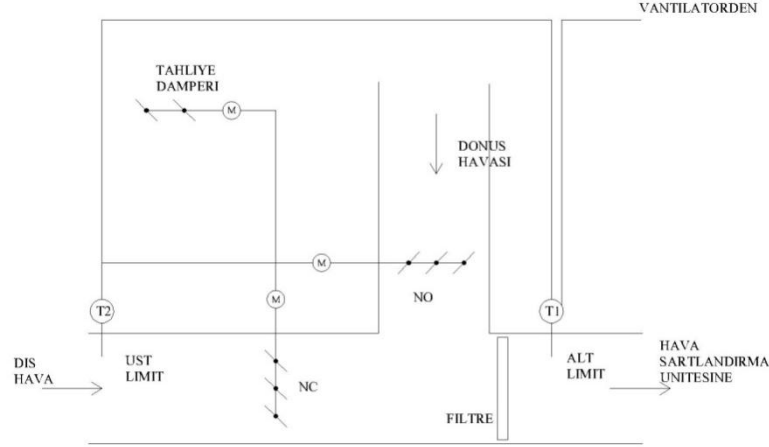 VANTILATORDEN
TAHLIYE
DAMPERI
M
DONUS
HAVASI
M
M
NO
T2
T1
DIS
HAVA
UST
LIMIT
NC
FILTRE
ALT
LIMIT
HAVA
SARTLANDIRMA
UNITESINE